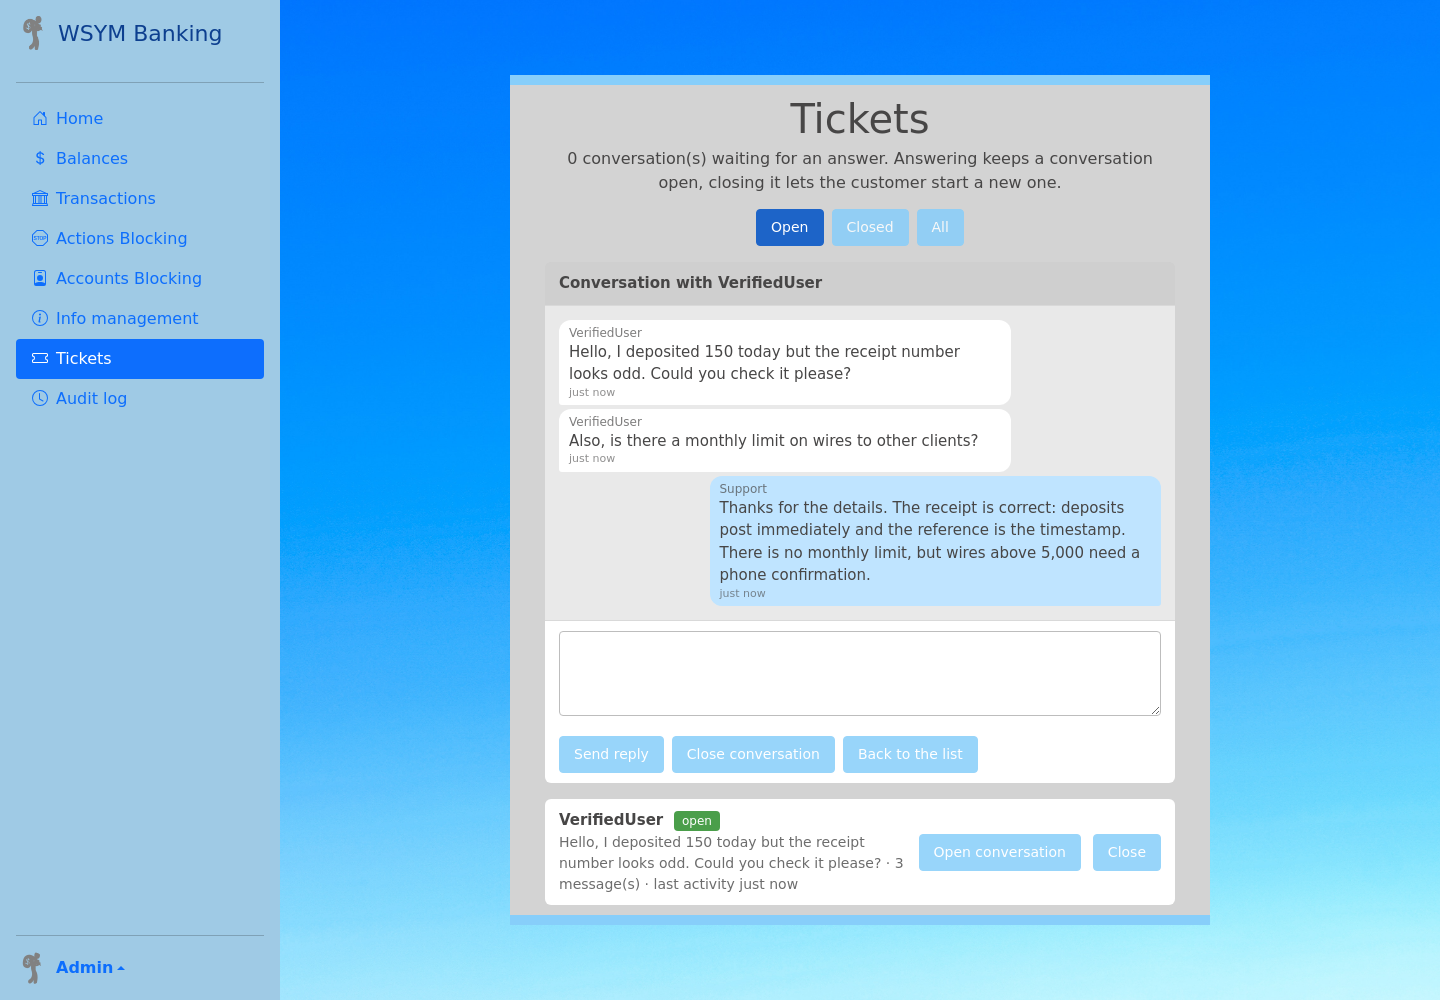 WSYM Banking
Home
Balances
Transactions
Actions Blocking
Accounts Blocking
Info management
Tickets
Audit log
Admin
Tickets
0 conversation(s) waiting for an answer. Answering keeps a conversation
open, closing it lets the customer start a new one.
Open
Closed
All
Conversation with VerifiedUser
VerifiedUser
Hello, I deposited 150 today but the receipt number
looks odd. Could you check it please?
just now
VerifiedUser
Also, is there a monthly limit on wires to other clients?
just now
Support
Thanks for the details. The receipt is correct: deposits
post immediately and the reference is the timestamp.
There is no monthly limit, but wires above 5,000 need a
phone confirmation.
just now
Send reply
Close conversation
Back to the list
VerifiedUser open
Hello, I deposited 150 today but the receipt
number looks odd. Could you check it please? · 3
message(s) · last activity just now
Open conversation
Close